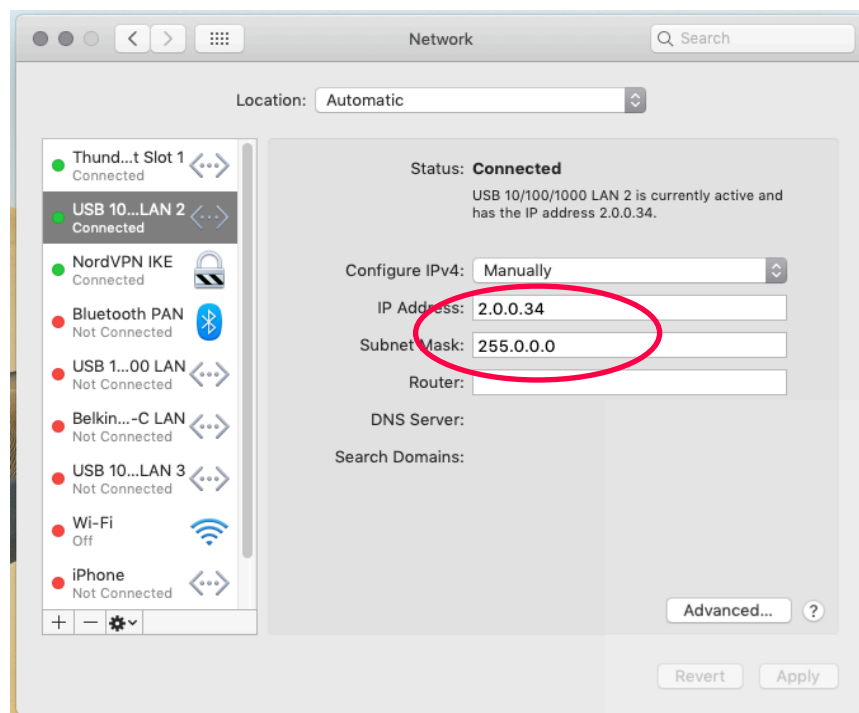 Network
Search
Location: Automatic
Thund...t Slot 1
Connected
USB 10...LAN 2
Connected
NordVPN IKE
Connected
Bluetooth PAN
Not Connected
USB 1...00 LAN
Not Connected
Belkin...-C LAN
Not Connected
USB 10...LAN 3
Not Connected
Wi-Fi
Off
iPhone
Not Connected
Status: Connected
USB 10/100/1000 LAN 2 is currently active and
has the IP address 2.0.0.34.
Configure IPv4: Manually
IP Address: 2.0.0.34
Subnet Mask: 255.0.0.0
Router:
DNS Server:
Search Domains:
Advanced... ?
Revert Apply